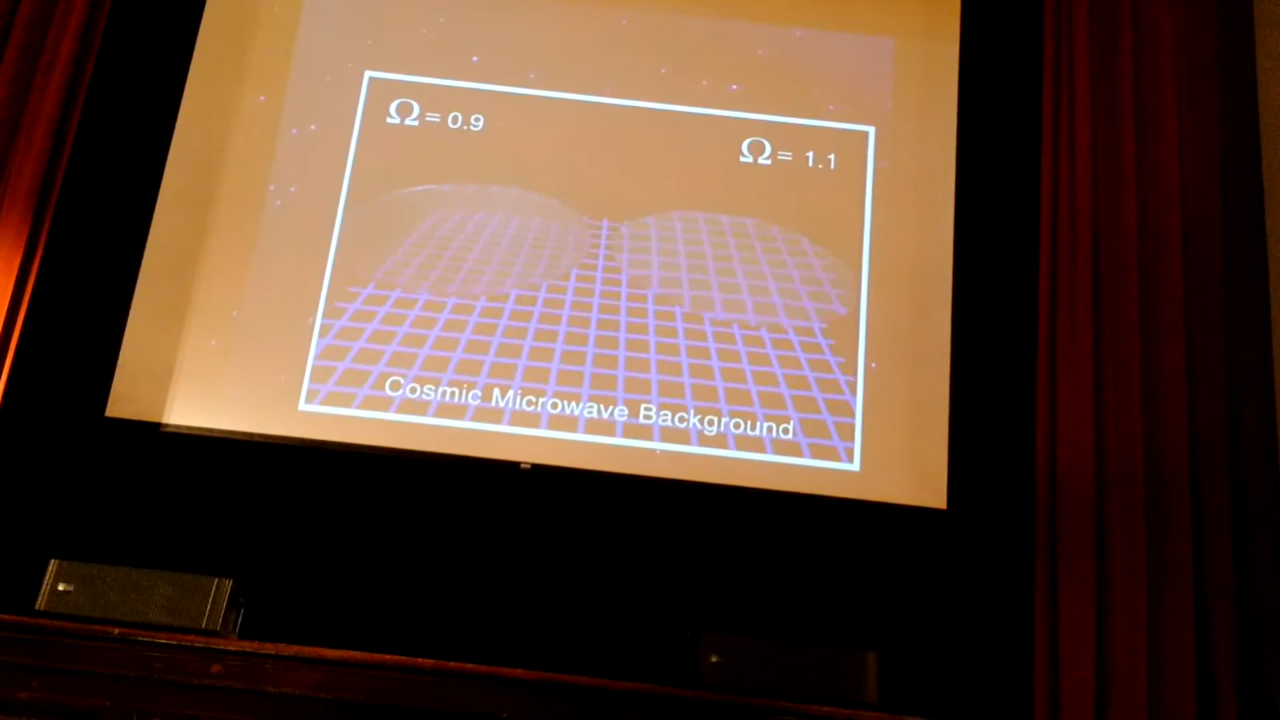 Ω = 0.9
Ω = 1.1
Cosmic Microwave Background